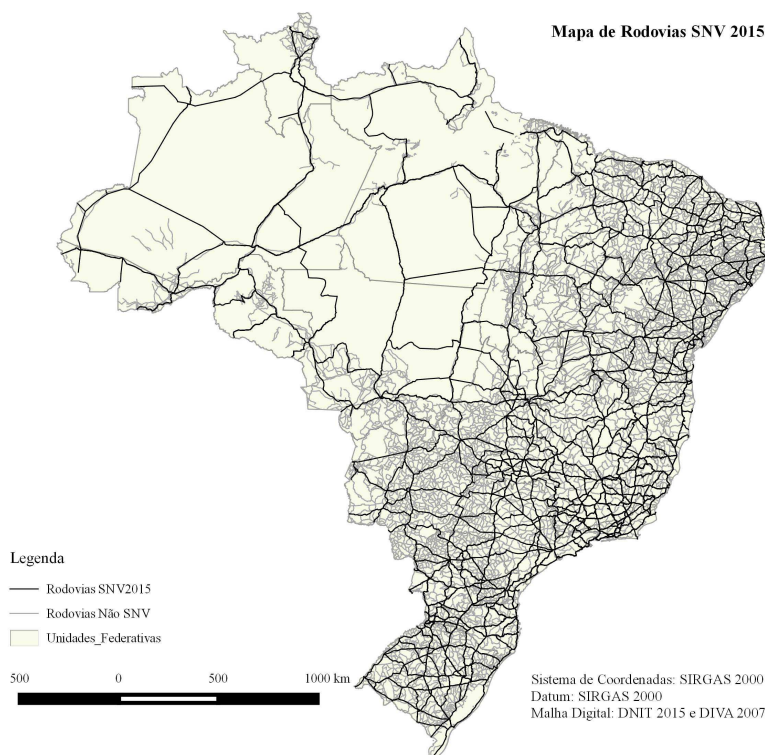 Mapa de Rodovias SNV 2015
Legenda
Rodovias SNV2015
Rodovias Não SNV
Unidades_Federativas
500 0 500 1000 km
Sistema de Coordenadas: SIRGAS 2000
Datum: SIRGAS 2000
Malha Digital: DNIT 2015 e DIVA 2007